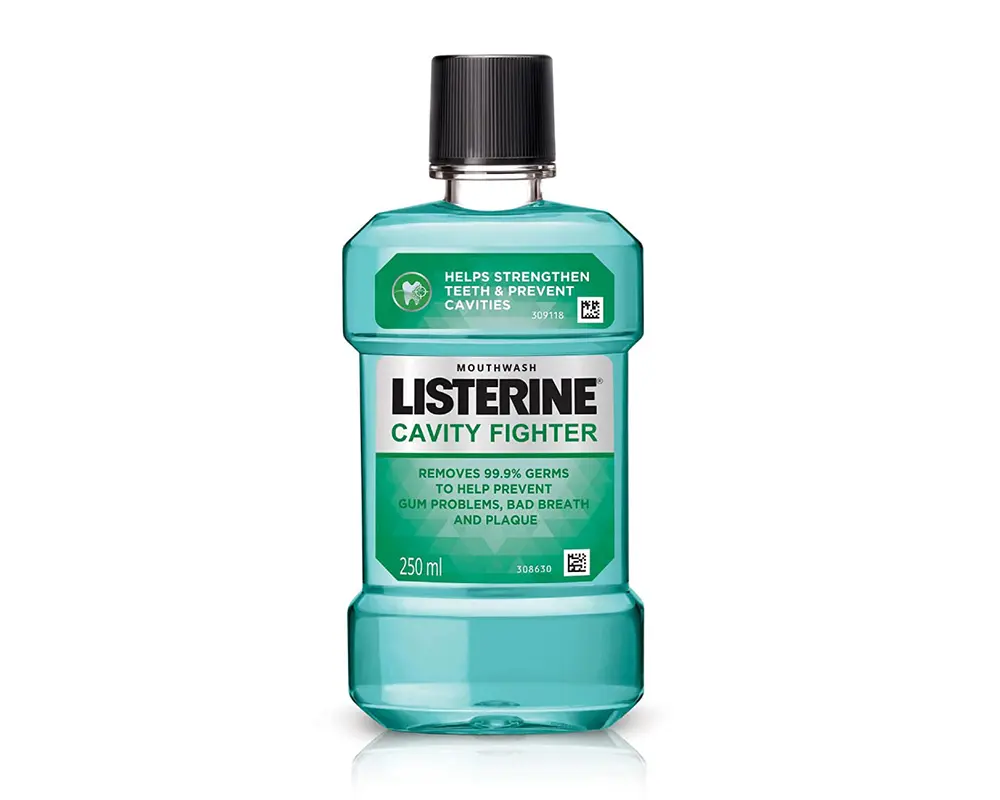 HELPS STRENGTHEN
TEETH & PREVENT
CAVITIES
309118
MOUTHWASH
LISTERINE®
CAVITY FIGHTER
REMOVES 99.9% GERMS
TO HELP PREVENT
GUM PROBLEMS, BAD BREATH
AND PLAQUE
250 ml
308630